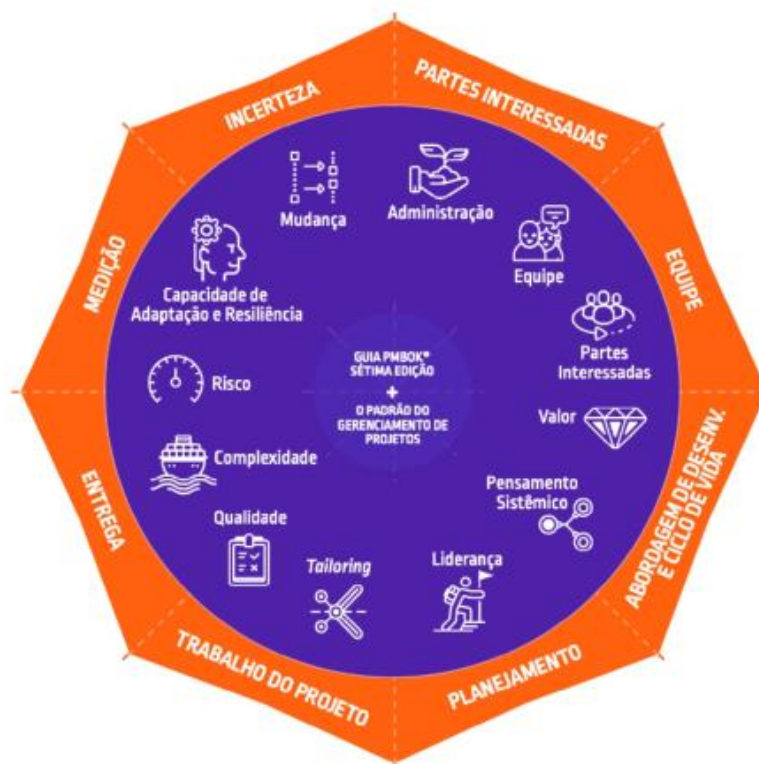 INCERTEZA
PARTES INTERESSADAS
EQUIPE
ABORDAGEM DE DESENV.
E CICLO DE VIDA
PLANEJAMENTO
TRABALHO DO PROJETO
ENTREGA
MEDIÇÃO
Mudança
Administração
Equipe
Partes
Interessadas
Valor
Pensamento
Sistêmico
Liderança
Tailoring
Qualidade
Complexidade
Risco
Capacidade de
Adaptação e Resiliência
GUIA PMBOK®
SÉTIMA EDIÇÃO
+
O PADRÃO DO
GERENCIAMENTO DE
PROJETOS